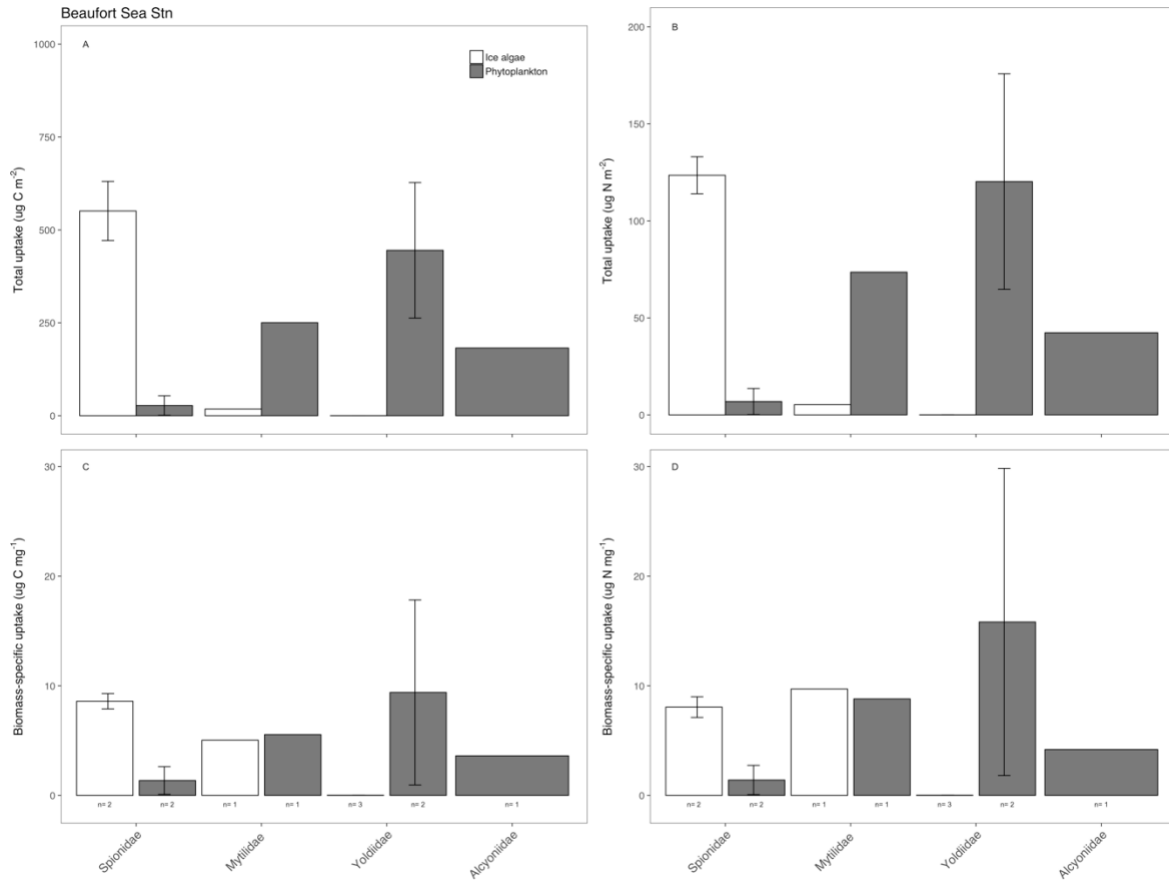 Beaufort Sea Stn
A
Ice algae
Phytoplankton
Total uptake (ug C m-2)
1000
750
500
250
0
B
Total uptake (ug N m-2)
200
150
100
50
0
C
Biomass-specific uptake (ug C mg-1)
30
20
10
0
n= 2 n= 2 n= 1 n= 1 n= 3 n= 2 n= 1
Spionidae Mytilidae Yoldiidae Alcyoniidae
D
Biomass-specific uptake (ug N mg-1)
30
20
10
0
n= 2 n= 2 n= 1 n= 1 n= 3 n= 2 n= 1
Spionidae Mytilidae Yoldiidae Alcyoniidae